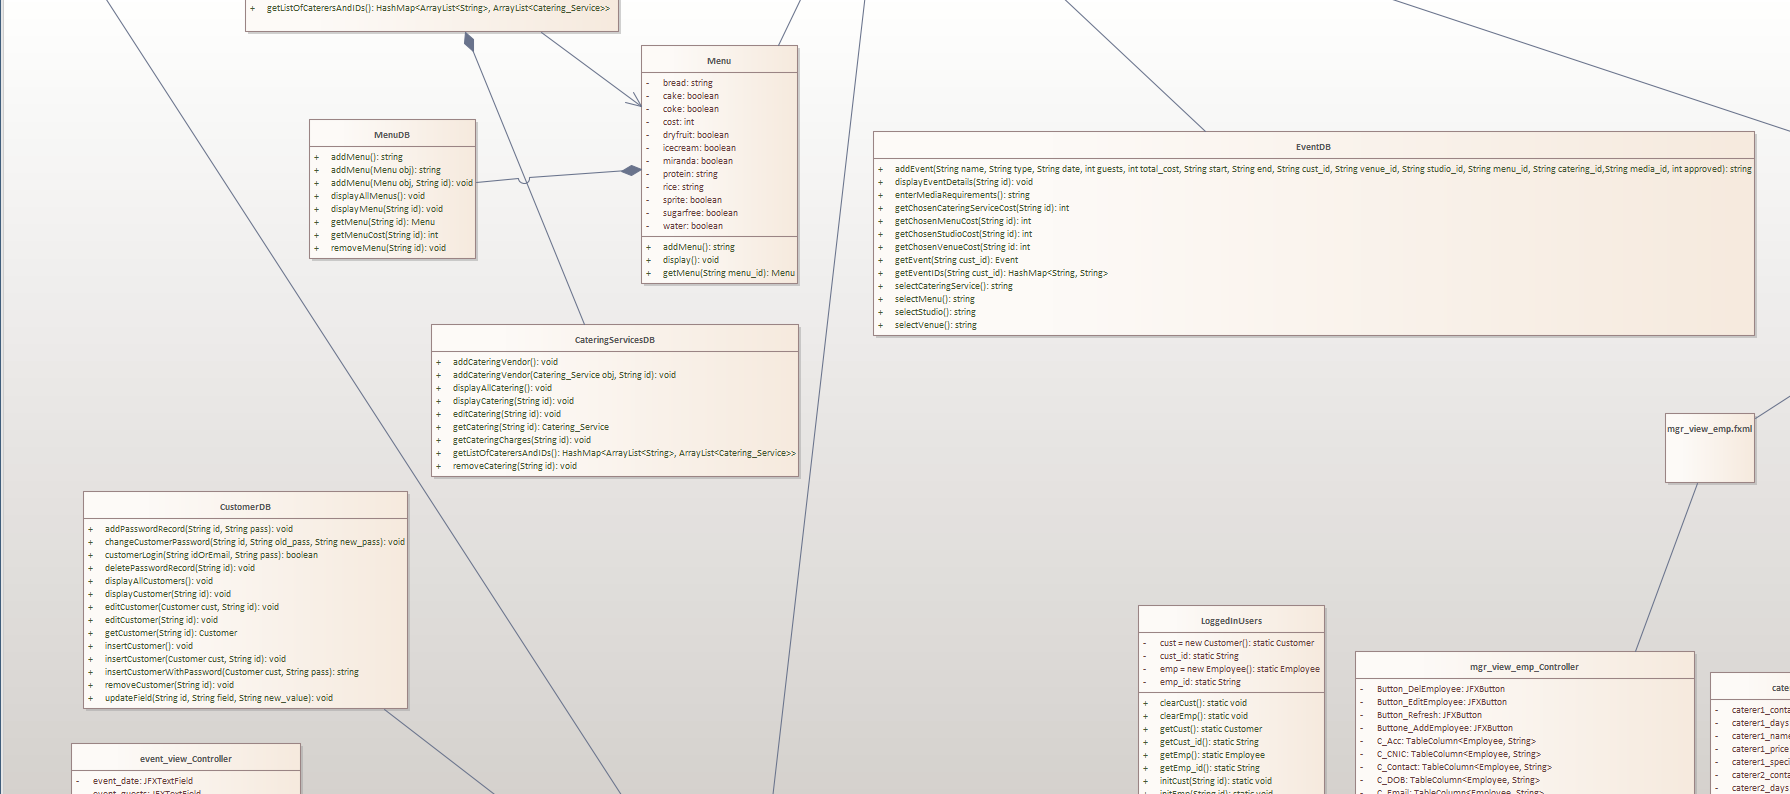 + getListOfCaterersAndIDs(): HashMap<ArrayList<String>, ArrayList<Catering_Service>>
Menu
- bread: string
- cake: boolean
- coke: boolean
- cost: int
- dryfruit: boolean
- icecream: boolean
- miranda: boolean
- protein: string
- rice: string
- sprite: boolean
- sugarfree: boolean
- water: boolean
+ addMenu(): string
+ display(): void
+ getMenu(String menu_id): Menu
MenuDB
+ addMenu(): string
+ addMenu(Menu obj): string
+ addMenu(Menu obj, String id): void
+ displayAllMenus(): void
+ displayMenu(String id): void
+ getMenu(String id): Menu
+ getMenuCost(String id): int
+ removeMenu(String id): void
EventDB
+ addEvent(String name, String type, String date, int guests, int total_cost, String start, String end, String cust_id, String venue_id, String studio_id, String menu_id, String catering_id,String media_id, int approved): string
+ displayEventDetails(String id): void
+ enterMediaRequirements(): string
+ getChosenCateringServiceCost(String id): int
+ getChosenMenuCost(String id): int
+ getChosenStudioCost(String id): int
+ getChosenVenueCost(String id: int
+ getEvent(String cust_id): Event
+ getEventIDs(String cust_id): HashMap<String, String>
+ selectCateringService(): string
+ selectMenu(): string
+ selectStudio(): string
+ selectVenue(): string
CateringServicesDB
+ addCateringVendor(): void
+ addCateringVendor(Catering_Service obj, String id): void
+ displayAllCatering(): void
+ displayCatering(String id): void
+ editCatering(String id): void
+ getCatering(String id): Catering_Service
+ getCateringCharges(String id): void
+ getListOfCaterersAndIDs(): HashMap<ArrayList<String>, ArrayList<Catering_Service>>
+ removeCatering(String id): void
mgr_view_emp.fxml
CustomerDB
+ addPasswordRecord(String id, String pass): void
+ changeCustomerPassword(String id, String old_pass, String new_pass): void
+ customerLogin(String idOrEmail, String pass): boolean
+ deletePasswordRecord(String id): void
+ displayAllCustomers(): void
+ displayCustomer(String id): void
+ editCustomer(Customer cust, String id): void
+ editCustomer(String id): void
+ getCustomer(String id): Customer
+ insertCustomer(): void
+ insertCustomer(Customer cust, String id): void
+ insertCustomerWithPassword(Customer cust, String pass): string
+ removeCustomer(String id): void
+ updateField(String id, String field, String new_value): void
LoggedInUsers
- cust = new Customer(): static Customer
- cust_id: static String
- emp = new Employee(): static Employee
- emp_id: static String
+ clearCust(): static void
+ clearEmp(): static void
+ getCust(): static Customer
+ getCust_id(): static String
+ getEmp(): static Employee
+ getEmp_id(): static String
+ initCust(String id): static void
+ initEmp(String id): static void
mgr_view_emp_Controller
- Button_DelEmployee: JFXButton
- Button_EditEmployee: JFXButton
- Button_Refresh: JFXButton
- Buttone_AddEmployee: JFXButton
- C_Acc: TableColumn<Employee, String>
- C_CNIC: TableColumn<Employee, String>
- C_Contact: TableColumn<Employee, String>
- C_DOB: TableColumn<Employee, String>
- C_Email: TableColumn<Employee, String>
cate
- caterer1_conta
- caterer1_days
- caterer1_name
- caterer1_price
- caterer1_speci
- caterer2_conta
- caterer2_days
event_view_Controller
- event_date: JFXTextField
- event_guests: JFXTextField